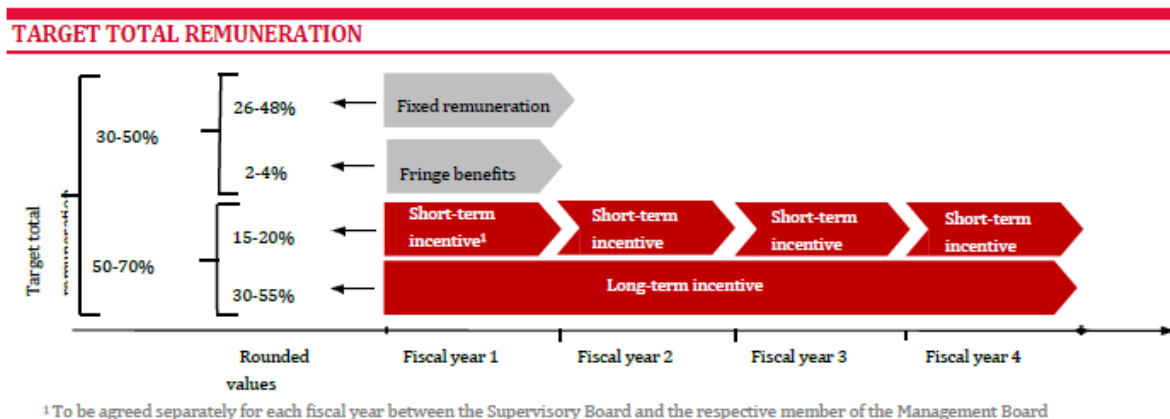 TARGET TOTAL REMUNERATION
Target total
30-50%
26-48%
Fixed remuneration
2-4%
Fringe benefits
50-70%
15-20%
Short-term
incentive¹
Short-term
incentive
Short-term
incentive
Short-term
incentive
30-55%
Long-term incentive
Rounded
values
Fiscal year 1
Fiscal year 2
Fiscal year 3
Fiscal year 4
¹ To be agreed separately for each fiscal year between the Supervisory Board and the respective member of the Management Board